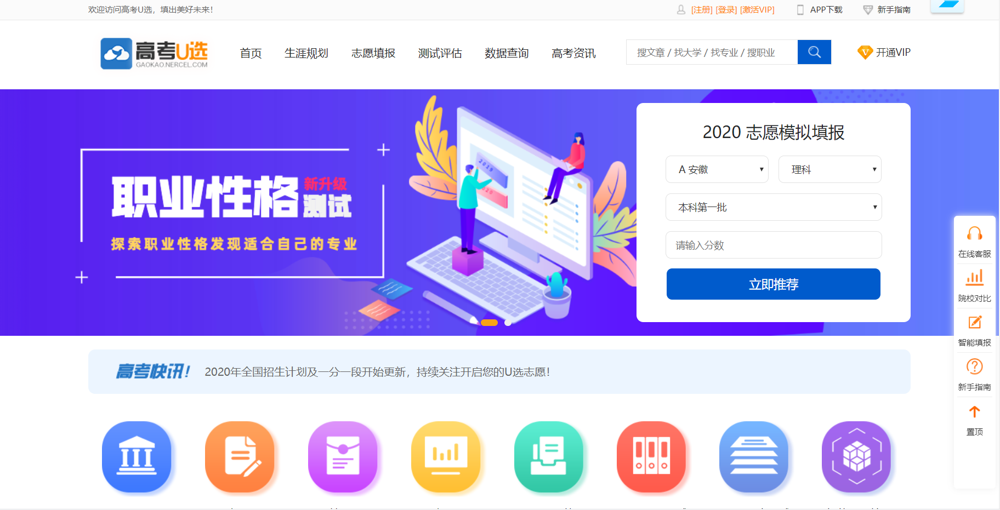 欢迎访问高考U选，填出美好未来！
[注册] [登录] [激活VIP]
APP下载
新手指南
高考U选
GAOKAO.NERCEL.COM
首页
生涯规划
志愿填报
测试评估
数据查询
高考资讯
搜文章 / 找大学 / 找专业 / 搜职业
开通VIP
职业性格
新升级
测试
探索职业性格发现适合自己的专业
2019
2020
2020 志愿模拟填报
A 安徽
理科
本科第一批
请输入分数
立即推荐
在线客服
院校对比
智能填报
新手指南
置顶
高考快讯！
2020年全国招生计划及一分一段开始更新，持续关注开启您的U选志愿！